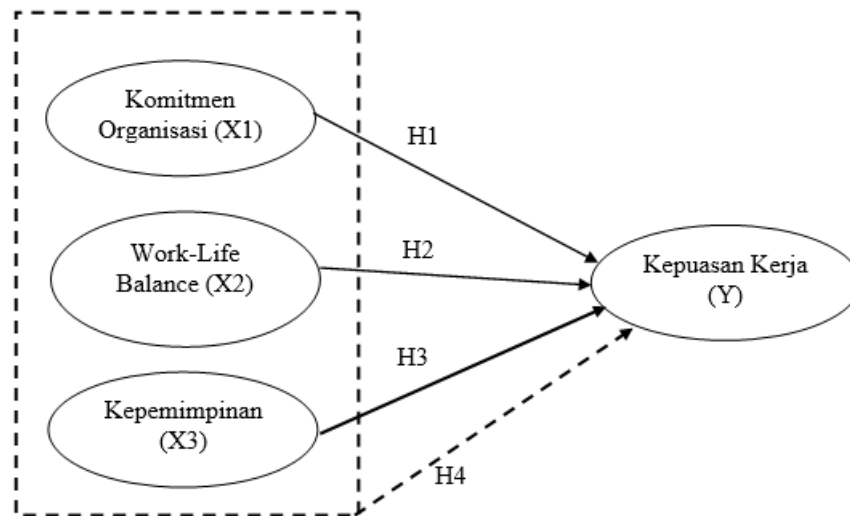 Komitmen
Organisasi (X1)
H1
Work-Life
Balance (X2)
H2
Kepuasan Kerja
(Y)
H3
Kepemimpinan
(X3)
H4